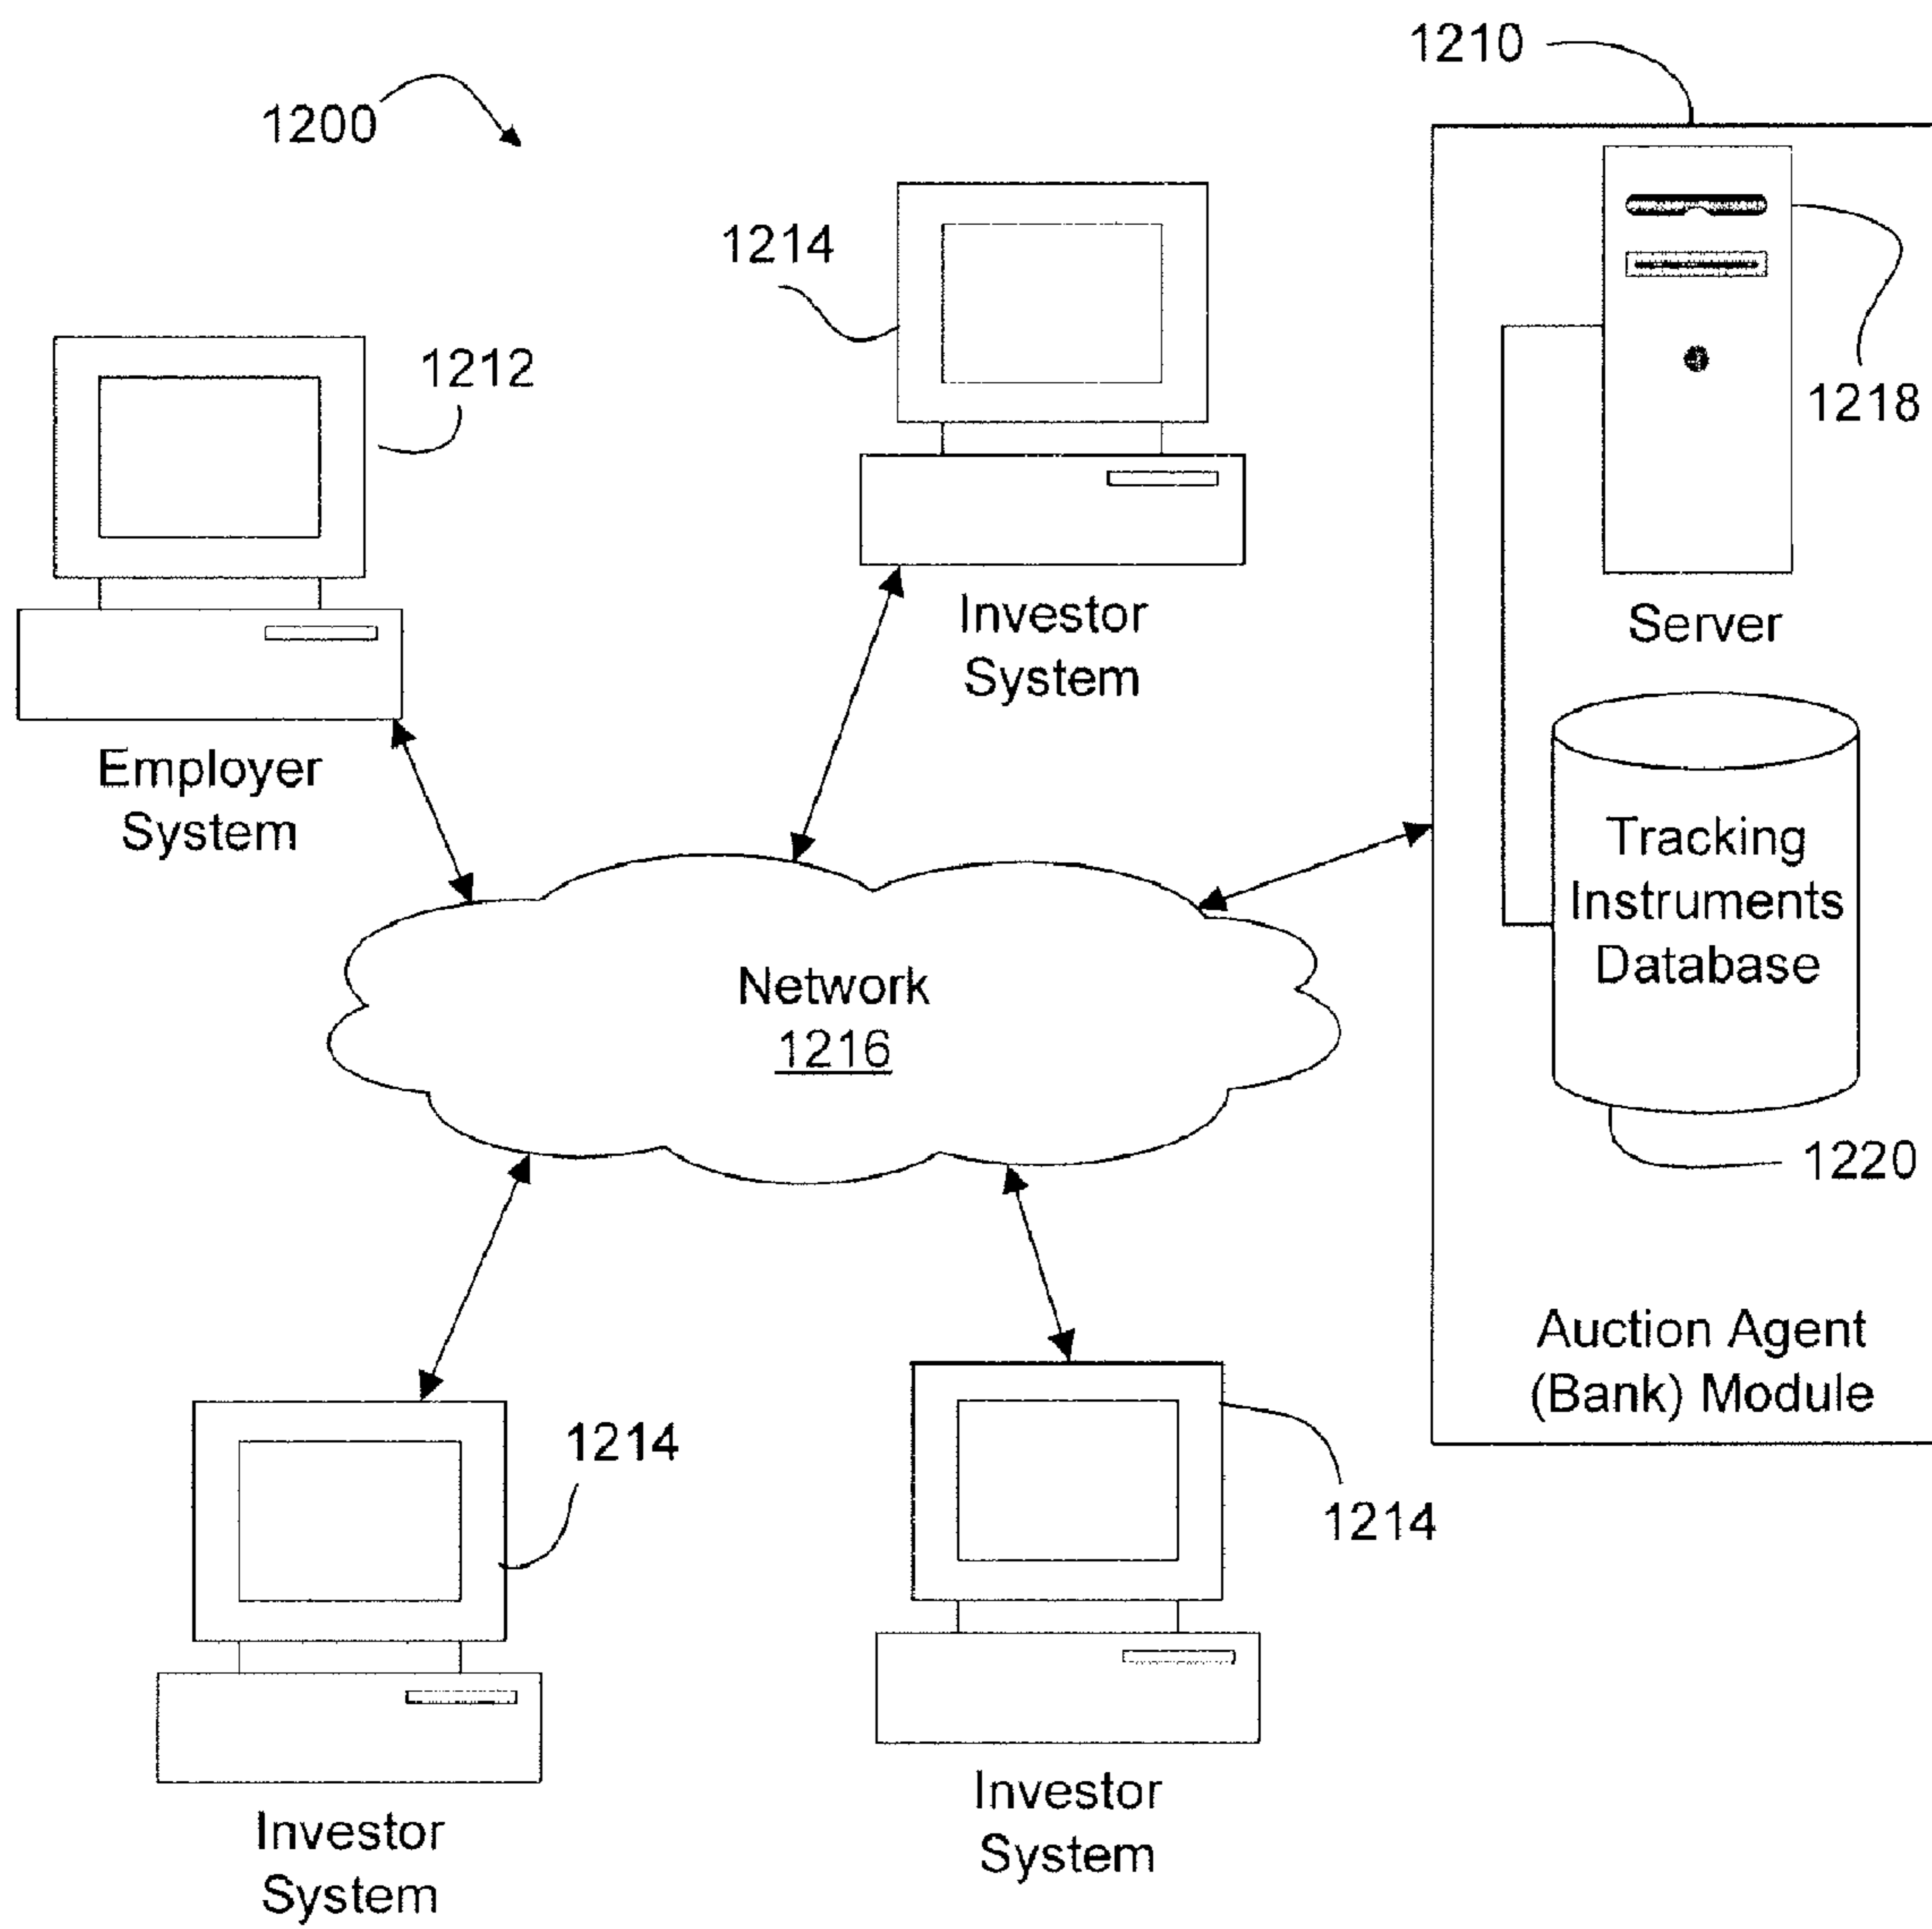 1210
1200
1214
1212
1218
Investor
System
Server
Employer
System
Tracking
Instruments
Database
Network
1216
1220
Auction Agent
(Bank) Module
1214
1214
Investor
System
Investor
System